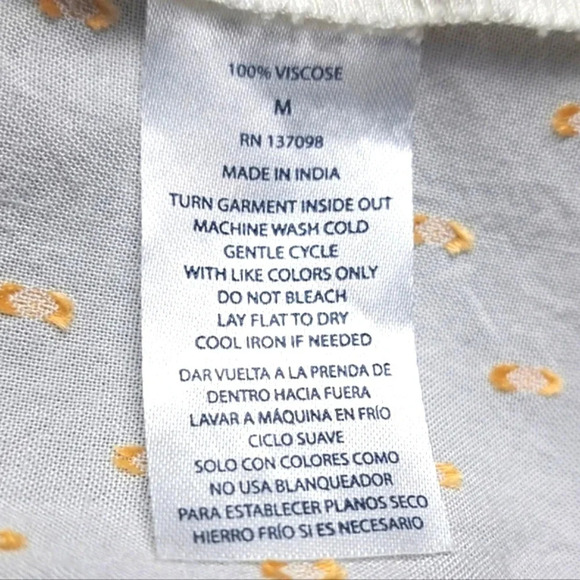 100% VISCOSE
M
RN 137098
MADE IN INDIA
TURN GARMENT INSIDE OUT
MACHINE WASH COLD
GENTLE CYCLE
WITH LIKE COLORS ONLY
DO NOT BLEACH
LAY FLAT TO DRY
COOL IRON IF NEEDED
DAR VUELTA A LA PRENDA DE
DENTRO HACIA FUERA
LAVAR A MÁQUINA EN FRÍO
CICLO SUAVE
SOLO CON COLORES COMO
NO USA BLANQUEADOR
PARA ESTABLECER PLANOS SECO
HIERRO FRÍO SI ES NECESARIO